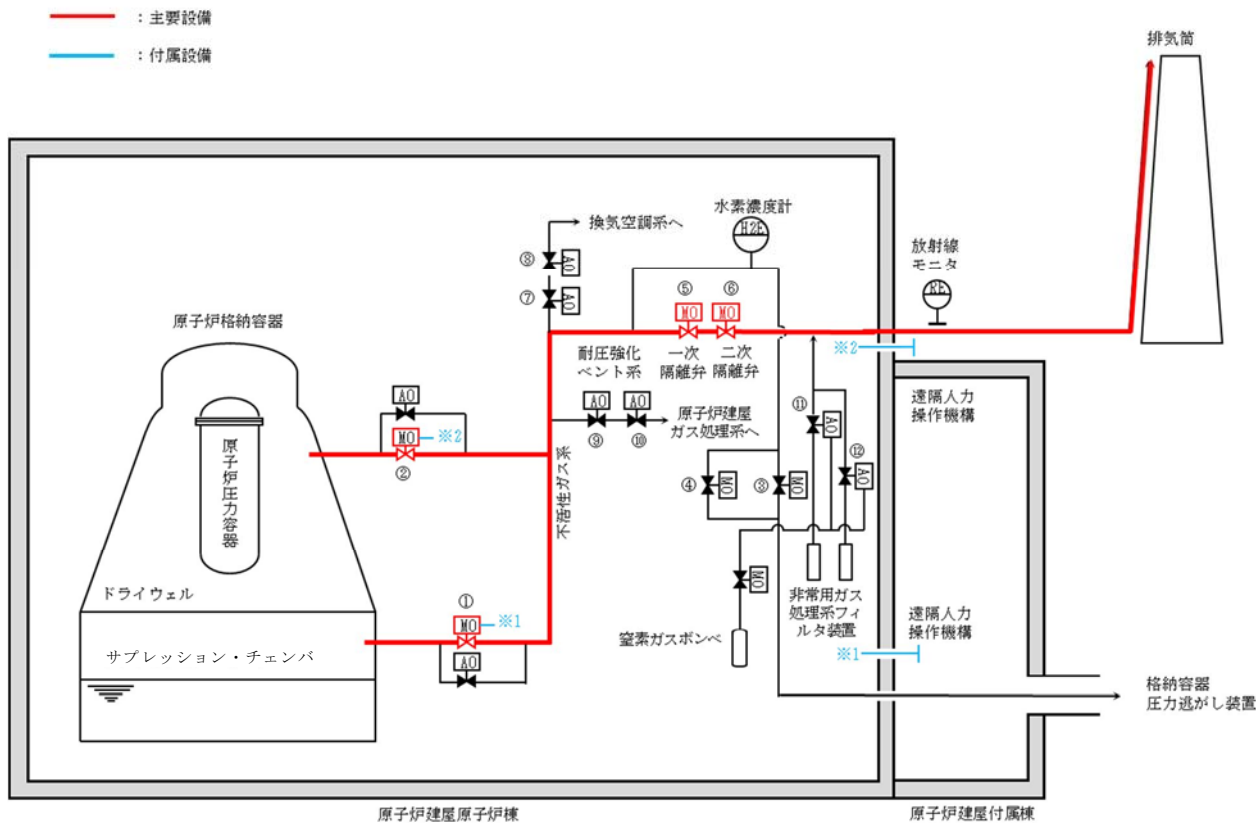 ：主要設備
：付属設備
排気筒
水素濃度計
H2E
換気空調系へ
⑧
AO
⑦
AO
放射線
モニタ
RE
⑤
⑥
MO
MO
原子炉格納容器
耐圧強化
ベント系
一次
隔離弁
二次
隔離弁
※2
遠隔人力
操作機構
AO
MO
※2
②
AO
AO
⑨
⑩
原子炉建屋
ガス処理系へ
⑪
AO
⑫
AO
原子炉圧力容器
不活性ガス系
④
MO
③
MO
ドライウェル
①
MO
※1
AO
サプレッション・チェンバ
MO
窒素ガスボンベ
非常用ガス
処理系フィ
ルタ装置
遠隔人力
操作機構
※1
格納容器
圧力逃がし装置
原子炉建屋原子炉棟
原子炉建屋付属棟